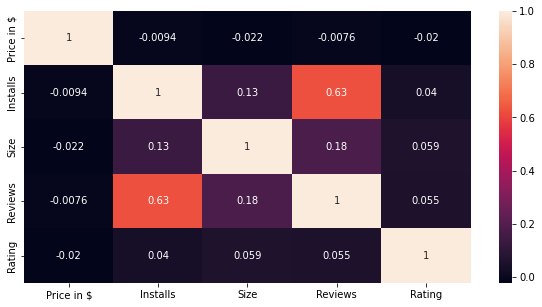 Price in $ 1 -0.0094 -0.022 -0.0076 -0.02
Installs -0.0094 1 0.13 0.63 0.04
Size -0.022 0.13 1 0.18 0.059
Reviews -0.0076 0.63 0.18 1 0.055
Rating -0.02 0.04 0.059 0.055 1
Price in $ Installs Size Reviews Rating
1.0
0.8
0.6
0.4
0.2
0.0